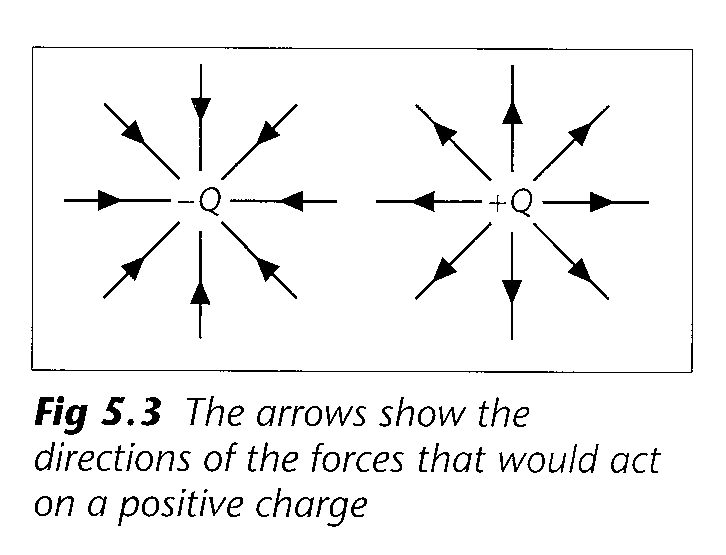 −Q +Q
Fig 5.3 The arrows show the
directions of the forces that would act
on a positive charge